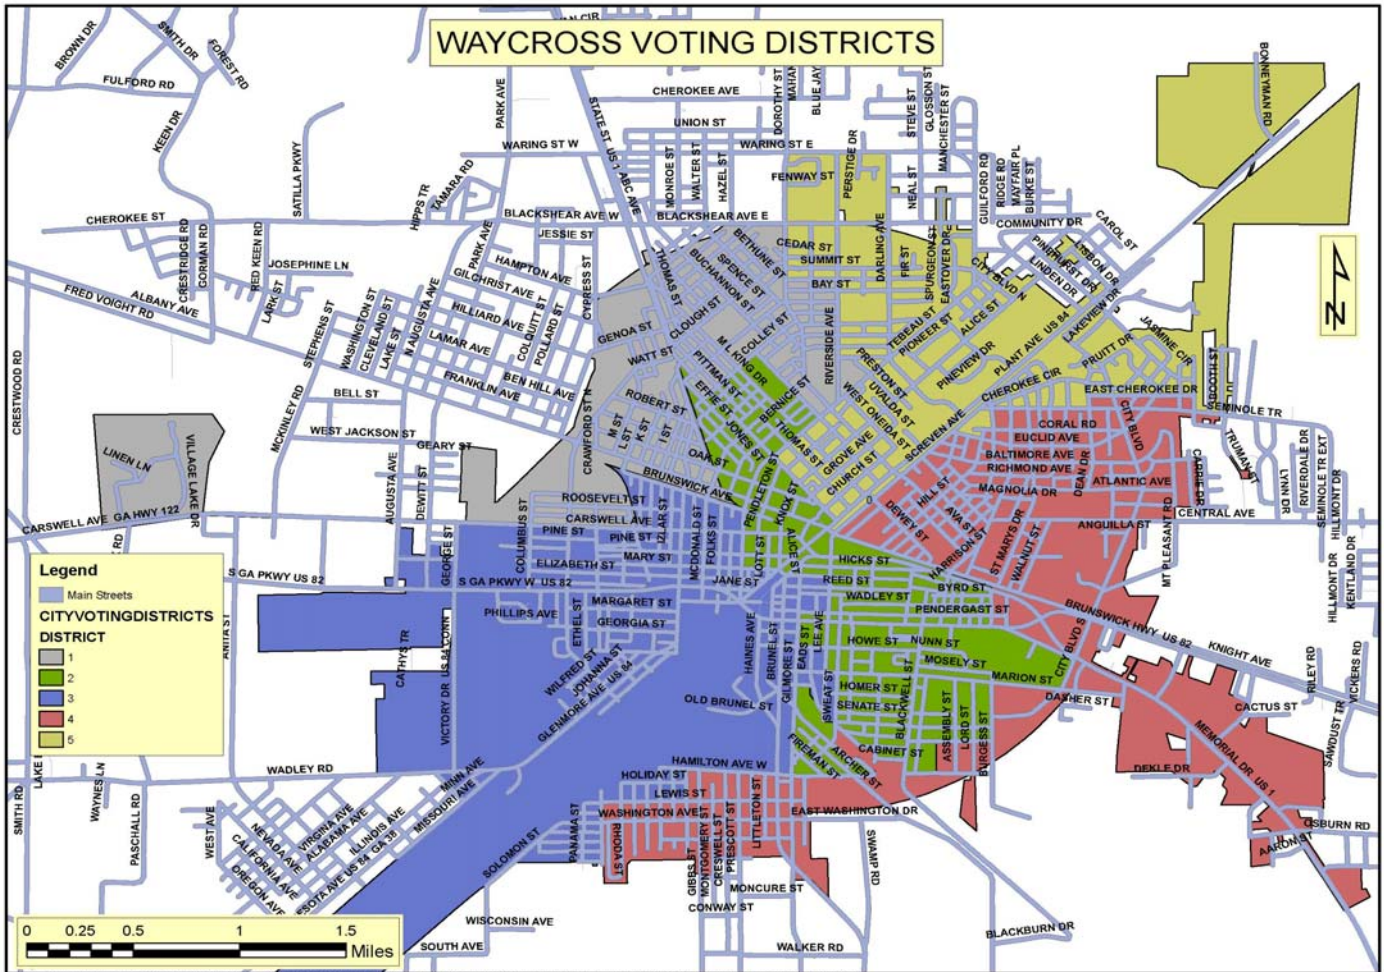 WAYCROSS VOTING DISTRICTS
BROWN DR
SMITH DR
FOREST RD
FULFORD RD
KEEN DR
PARK AVE
STATE ST US 1
ABC AVE
CHEROKEE AVE
DOROTHY ST
BLUE JAY
UNION ST
STEVE ST
GLOSSON ST
MANCHESTER ST
BONNEYMAN RD
WARING ST W
WARING ST E
MONROE ST
WALTER ST
HAZEL ST
FENWAY ST
PERSTIGE DR
NEAL ST
GUILFORD RD
RIDGE RD
MAYFAIR PL
BURKE ST
SATILLA PKWY
HIPPS TR
TAMARA RD
CHEROKEE ST
BLACKSHEAR AVE W
BLACKSHEAR AVE E
COMMUNITY DR
CAROL ST
CRESTRIDGE RD
GORMAN RD
RED KEEN RD
JESSIE ST
PARK AVE
BETHUNE ST
CEDAR ST
DARLING AVE
FIR ST
SPURGEON ST
EASTOVER DR
PINEHURST DR
LISBON DR
LINDEN DR
JOSEPHINE LN
HAMPTON AVE
CYPRESS ST
THOMAS ST
BUCHANNON ST
SPENCE ST
SUMMIT ST
CITY BLVD N
LARK ST
GILCHRIST AVE
BAY ST
ALBANY AVE
FRED VOIGHT RD
STEPHENS ST
WASHINGTON ST
CLEVELAND ST
LAKE ST
N AUGUSTA AVE
HILLIARD AVE
COLQUITT ST
POLLARD ST
GENOA ST
CLOUGH ST
COLLEY ST
RIVERSIDE AVE
TEBEAU ST
PIONEER ST
ALICE ST
LAKEVIEW DR
LAMAR AVE
WATT ST
M L KING DR
PITTMAN ST
PRESTON ST
PINEVIEW DR
PLANT AVE US 84
JASMINE CIR
PRUITT DR
CRESTWOOD RD
FRANKLIN AVE
BEN HILL AVE
CRAWFORD ST N
EFFIE ST
BERNICE ST
UVALDA ST
WEST ONEIDA ST
CHEROKEE CIR
EAST CHEROKEE DR
MCKINLEY RD
BELL ST
ROBERT ST
JONES ST
THOMAS ST
SCREVEN AVE
SEMINOLE TR
M ST
L ST
K ST
I ST
WEST JACKSON ST
GEARY ST
OAK ST
GROVE AVE
CHURCH ST
CORAL RD
EUCLID AVE
CITY BLVD
TRUMAN ST
LINEN LN
VILLAGE LAKE DR
AUGUSTA AVE
DEWITT ST
BRUNSWICK AVE
PENDLETON ST
KNOX ST
BALTIMORE AVE
RICHMOND AVE
DEAN DR
CARRIE DR
LYNN DR
RIVERDALE DR
SEMINOLE TR EXT
HILLMONT DR
ATLANTIC AVE
MAGNOLIA DR
HILL ST
AVA ST
DEWEY ST
CARSWELL AVE GA HWY 122
COLUMBUS ST
ROOSEVELT ST
CARSWELL AVE
IZLAR ST
MCDONALD ST
FOLKS ST
ANGUILLA ST
CENTRAL AVE
MT PLEASANT RD
PINE ST
PINE ST
GEORGE ST
MARY ST
ELIZABETH ST
LOTT ST
ALICE ST
HICKS ST
HARRISON ST
ST MARYS DR
WALNUT ST
HILLMONT DR
KENTLAND DR
Legend
Main Streets
CITYVOTINGDISTRICTS
DISTRICT
1
2
3
4
5
S GA PKWY US 82
S GA PKWY W US 82
JANE ST
REED ST
WADLEY ST
BYRD ST
PENDERGAST ST
ANITA ST
MARGARET ST
PHILLIPS AVE
ETHEL ST
GEORGIA ST
BRUNSWICK HWY US 82
KNIGHT AVE
CATHYS TR
VICTORY DR
US 84 CONN
WILFRED ST
JOHANNA ST
HAINES AVE
BRUNEL ST
GILMORE ST
EADS ST
LEE AVE
HOWE ST
NUNN ST
MOSELY ST
MARION ST
CITY BLVD S
RILEY RD
VICKERS RD
GLENMORE AVE US 84
OLD BRUNEL ST
SWEAT ST
HOMER ST
SENATE ST
BLACKWELL ST
DASHER ST
CACTUS ST
SAWDUST TR
FIREMAN ST
ARCHER ST
CABINET ST
ASSEMBLY ST
LORD ST
BURGESS ST
MEMORIAL DR US 1
DEKLE DR
WADLEY RD
WAYNES LN
PASCHALL RD
SMITH RD
MINN AVE
MISSOURI AVE
HAMILTON AVE W
HOLIDAY ST
LEWIS ST
WASHINGTON AVE
EAST WASHINGTON DR
WEST AVE
VIRGINA AVE
NEVADA AVE
ALABAMA AVE
ILLINOIS AVE
CALIFORNIA AVE
OREGON AVE
US 84 GA 38
SOLOMON ST
PANAMA ST
RHODA ST
GIBBS ST
MONTGOMERY ST
CRESWELL ST
PRESCOTT ST
LITTLETON ST
SWAMP RD
OSBURN RD
AARON ST
MONCURE ST
CONWAY ST
WISCONSIN AVE
SOUTH AVE
WALKER RD
BLACKBURN DR
N
0 0.25 0.5 1 1.5
Miles